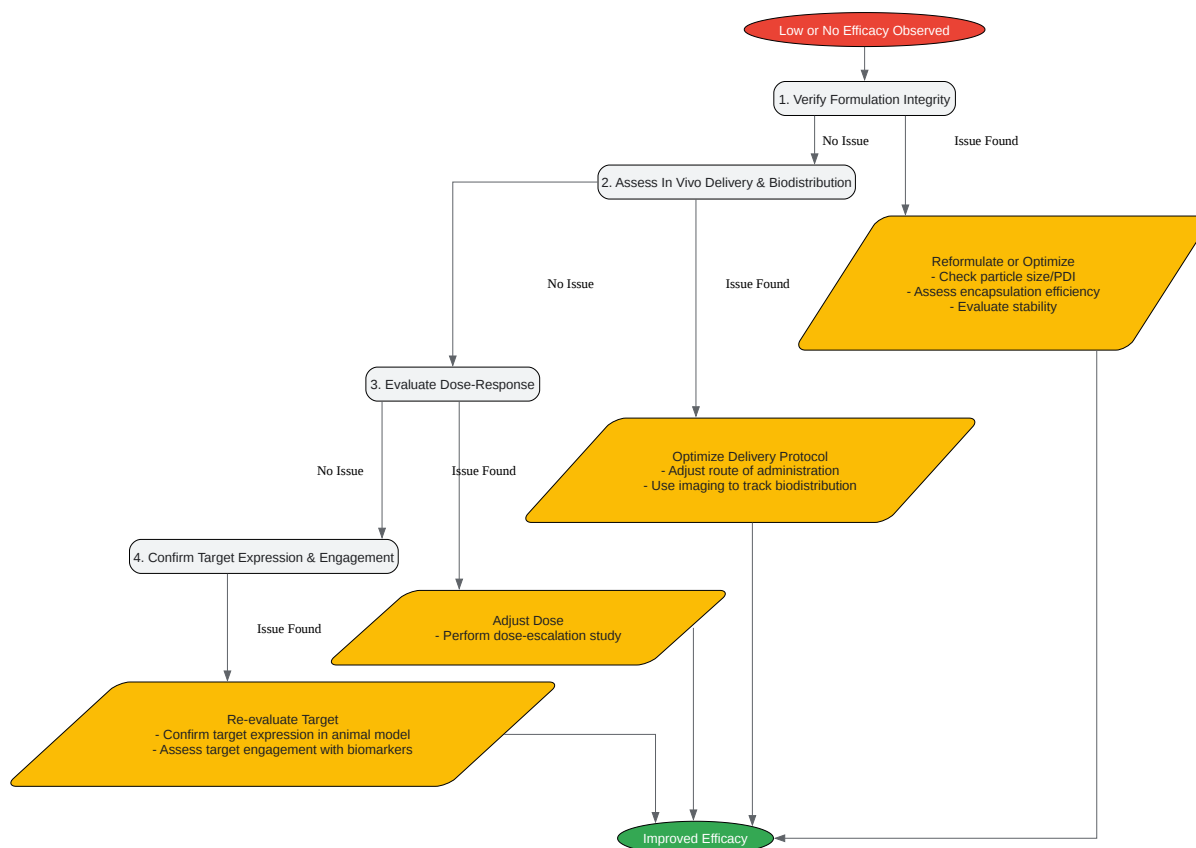 Low or No Efficacy Observed
1. Verify Formulation Integrity
No Issue
Issue Found
2. Assess In Vivo Delivery & Biodistribution
Reformulate or Optimize
- Check particle size/PDI
- Assess encapsulation efficiency
- Evaluate stability
No Issue
Issue Found
3. Evaluate Dose-Response
Optimize Delivery Protocol
- Adjust route of administration
- Use imaging to track biodistribution
No Issue
Issue Found
4. Confirm Target Expression & Engagement
Adjust Dose
- Perform dose-escalation study
Issue Found
Re-evaluate Target
- Confirm target expression in animal model
- Assess target engagement with biomarkers
Improved Efficacy